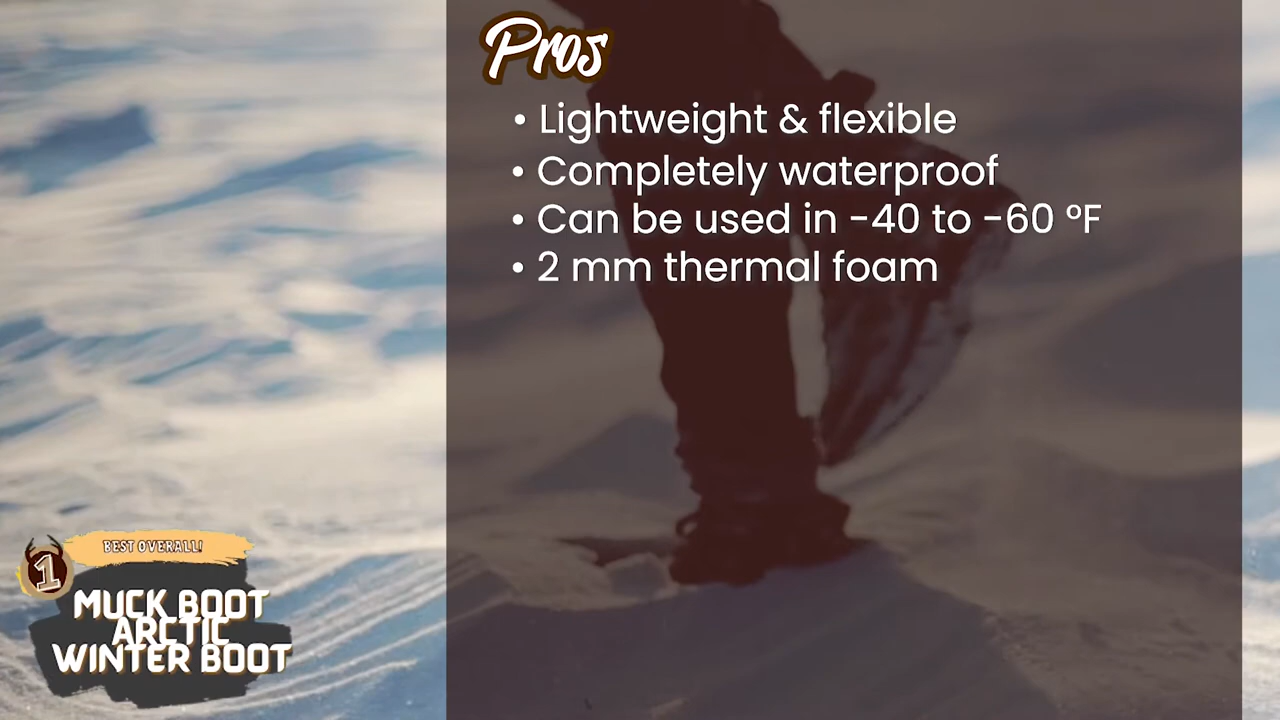 Pros
• Lightweight & flexible
• Completely waterproof
• Can be used in -40 to -60 ºF
• 2 mm thermal foam
BEST OVERALL!
1
MUCK BOOT
ARCTIC
WINTER BOOT